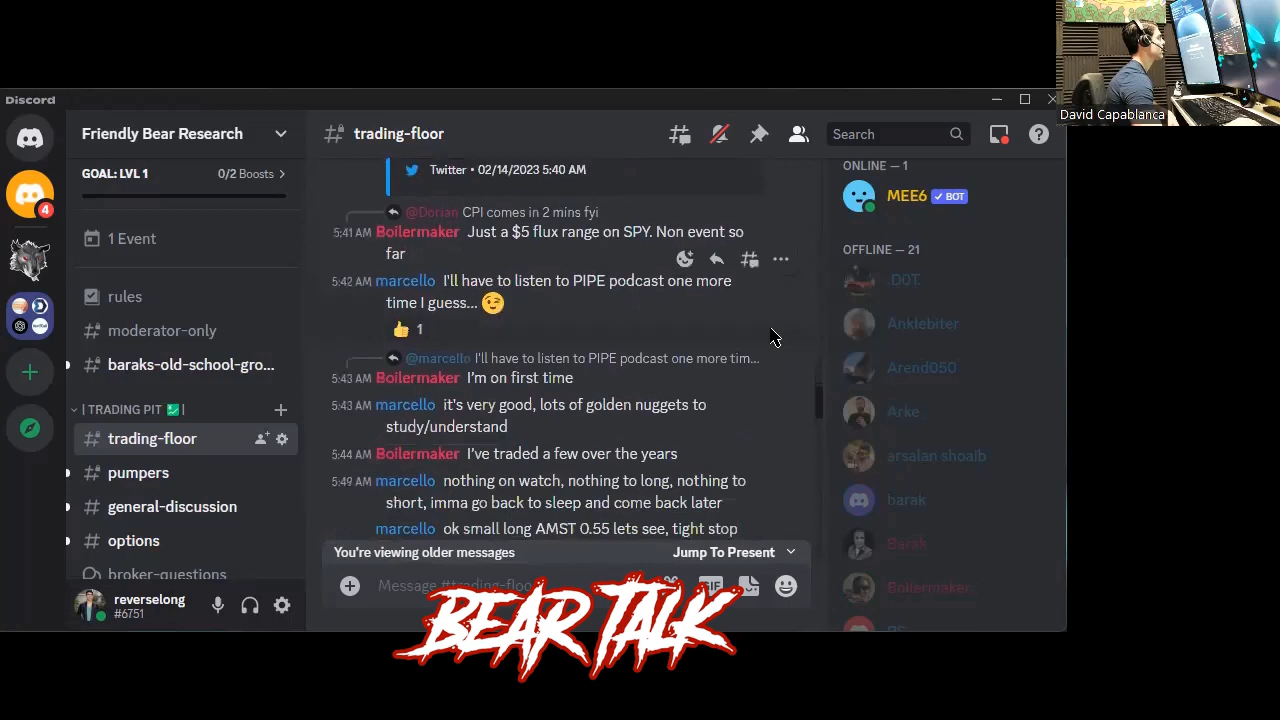 David Capablanca
Discord
Friendly Bear Research
GOAL: LVL 1
0/2 Boosts
1 Event
rules
moderator-only
baraks-old-school-gro...
| TRADING PIT 💹 |
trading-floor
pumpers
general-discussion
options
broker-questions
reverselong
#6751
4
trading-floor
Search
Twitter • 02/14/2023 5:40 AM
@Dorian CPI comes in 2 mins fyi
5:41 AM Boilermaker Just a $5 flux range on SPY. Non event so
far
5:42 AM marcello I'll have to listen to PIPE podcast one more
time I guess... 😉
👍 1
@marcello I'll have to listen to PIPE podcast one more tim...
5:43 AM Boilermaker I'm on first time
5:43 AM marcello it's very good, lots of golden nuggets to
study/understand
5:44 AM Boilermaker I've traded a few over the years
5:49 AM marcello nothing on watch, nothing to long, nothing to
short, imma go back to sleep and come back later
marcello ok small long AMST 0.55 lets see, tight stop
You're viewing older messages
Jump To Present
Message #trading-floo
GIF
ONLINE — 1
MEE6 ✓ BOT
OFFLINE — 21
.D0T.
Anklebiter
Arend050
Arke
arsalan shoaib
barak
Barak
Boilermaker
BEAR TALK